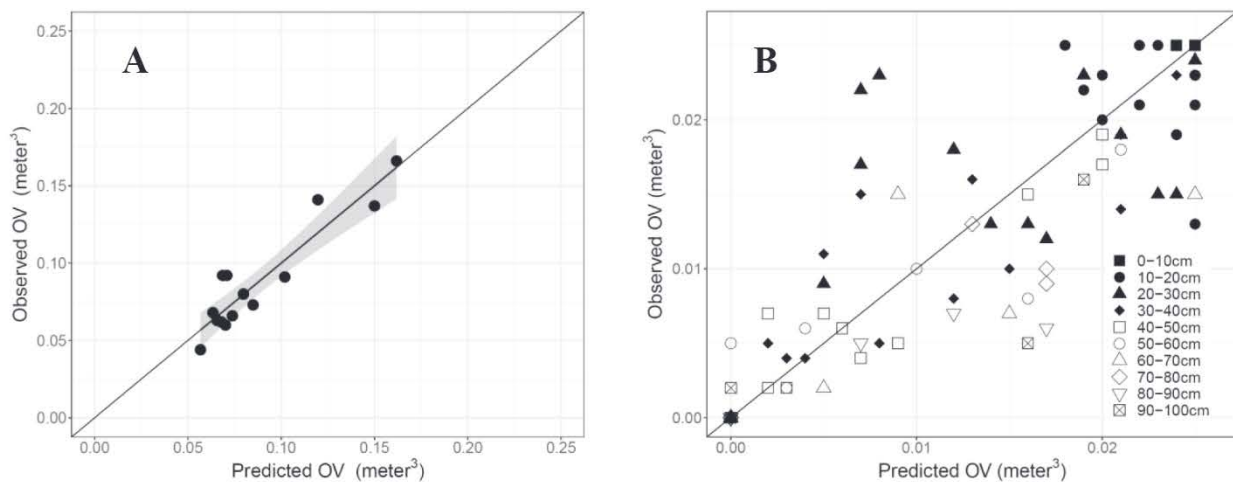 A
Observed OV (meter³)
0.25
0.20
0.15
0.10
0.05
0.00
0.00 0.05 0.10 0.15 0.20 0.25
Predicted OV (meter³)
B
Observed OV (meter³)
0.02
0.01
0.00
0-10cm
10-20cm
20-30cm
30-40cm
40-50cm
50-60cm
60-70cm
70-80cm
80-90cm
90-100cm
0.00 0.01 0.02
Predicted OV (meter³)